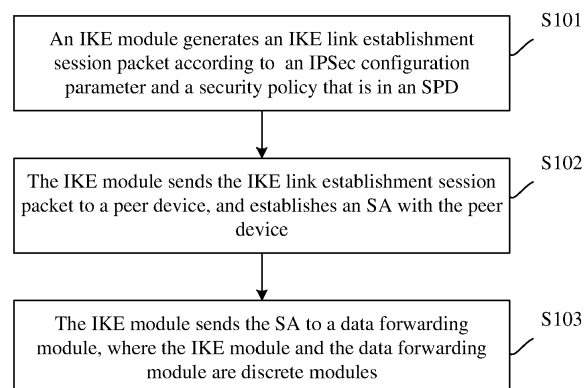 S101
An IKE module generates an IKE link establishment
session packet according to an IPSec configuration
parameter and a security policy that is in an SPD
S102
The IKE module sends the IKE link establishment session
packet to a peer device, and establishes an SA with the peer
device
S103
The IKE module sends the SA to a data forwarding
module, where the IKE module and the data forwarding
module are discrete modules